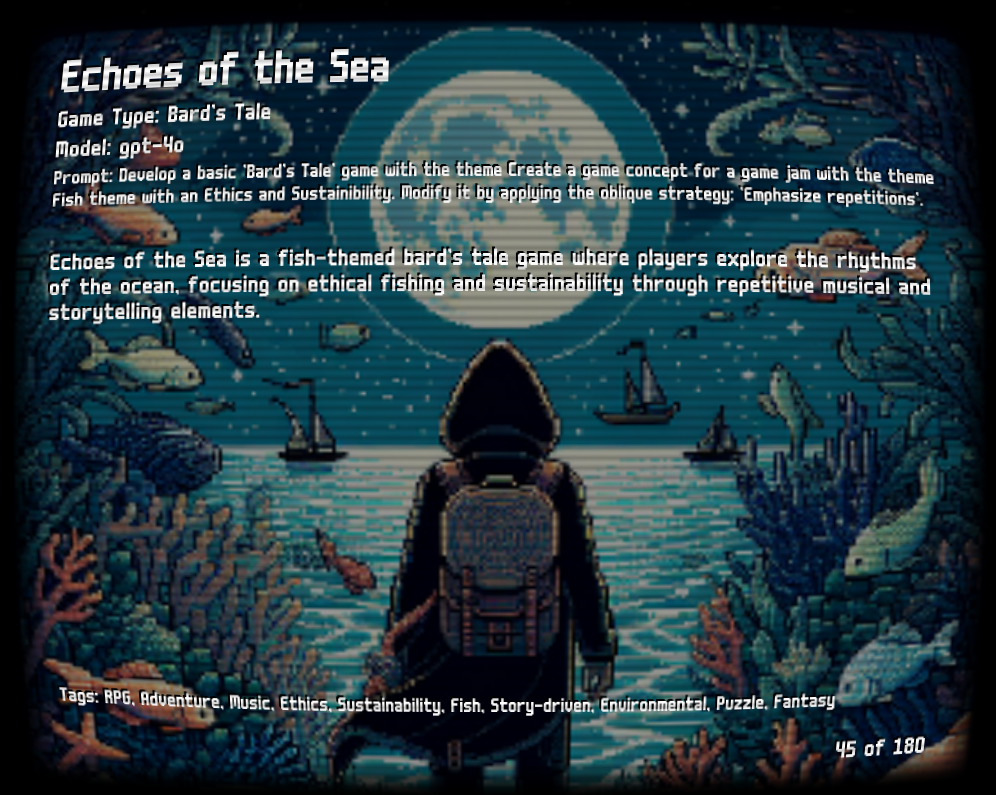 Echoes of the Sea
Game Type: Bard's Tale
Model: gpt-4o
Prompt: Develop a basic 'Bard's Tale' game with the theme Create a game concept for a game jam with the theme
Fish theme with an Ethics and Sustainibility. Modify it by applying the oblique strategy: 'Emphasize repetitions'.
Echoes of the Sea is a fish-themed bard's tale game where players explore the rhythms
of the ocean, focusing on ethical fishing and sustainability through repetitive musical and
storytelling elements.
Tags: RPG, Adventure, Music, Ethics, Sustainability, Fish, Story-driven, Environmental, Puzzle, Fantasy
45 of 180